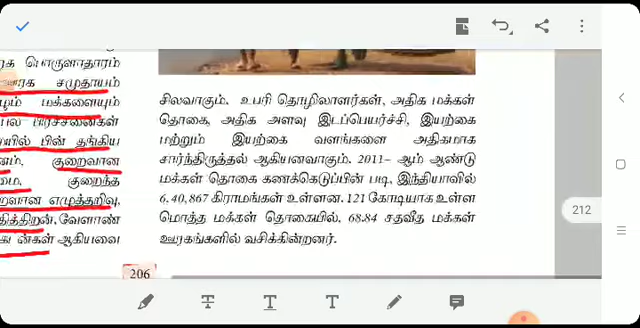 ஊரக சமுதாயம்
மக்களையும்
பின் தங்கிய
குறைவான
குறைந்த
எழுத்தறிவு,
வேளாண்
ஆகியவை
சிலவாகும். உபரி தொழிலாளர்கள், அதிக மக்கள்
தொகை, அதிக அளவு இடப்பெயர்ச்சி, இயற்கை
மற்றும் இயற்கை வளங்களை அதிகமாக
சார்ந்திருத்தல் ஆகியனவாகும். 2011– ஆம் ஆண்டு
மக்கள் தொகை கணக்கெடுப்பின் படி, இந்தியாவில்
6,40,867 கிராமங்கள் உள்ளன. 121 கோடியாக உள்ள
மொத்த மக்கள் தொகையில், 68.84 சதவீத மக்கள்
ஊரகங்களில் வசிக்கின்றனர்.
206
212